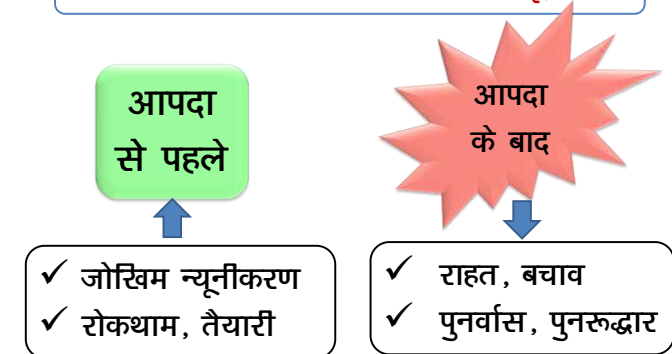 आपदा
से पहले
आपदा
के बाद
✓ जोखिम न्यूनीकरण
✓ रोकथाम, तैयारी
✓ राहत, बचाव
✓ पुनर्वास, पुनरूद्धार